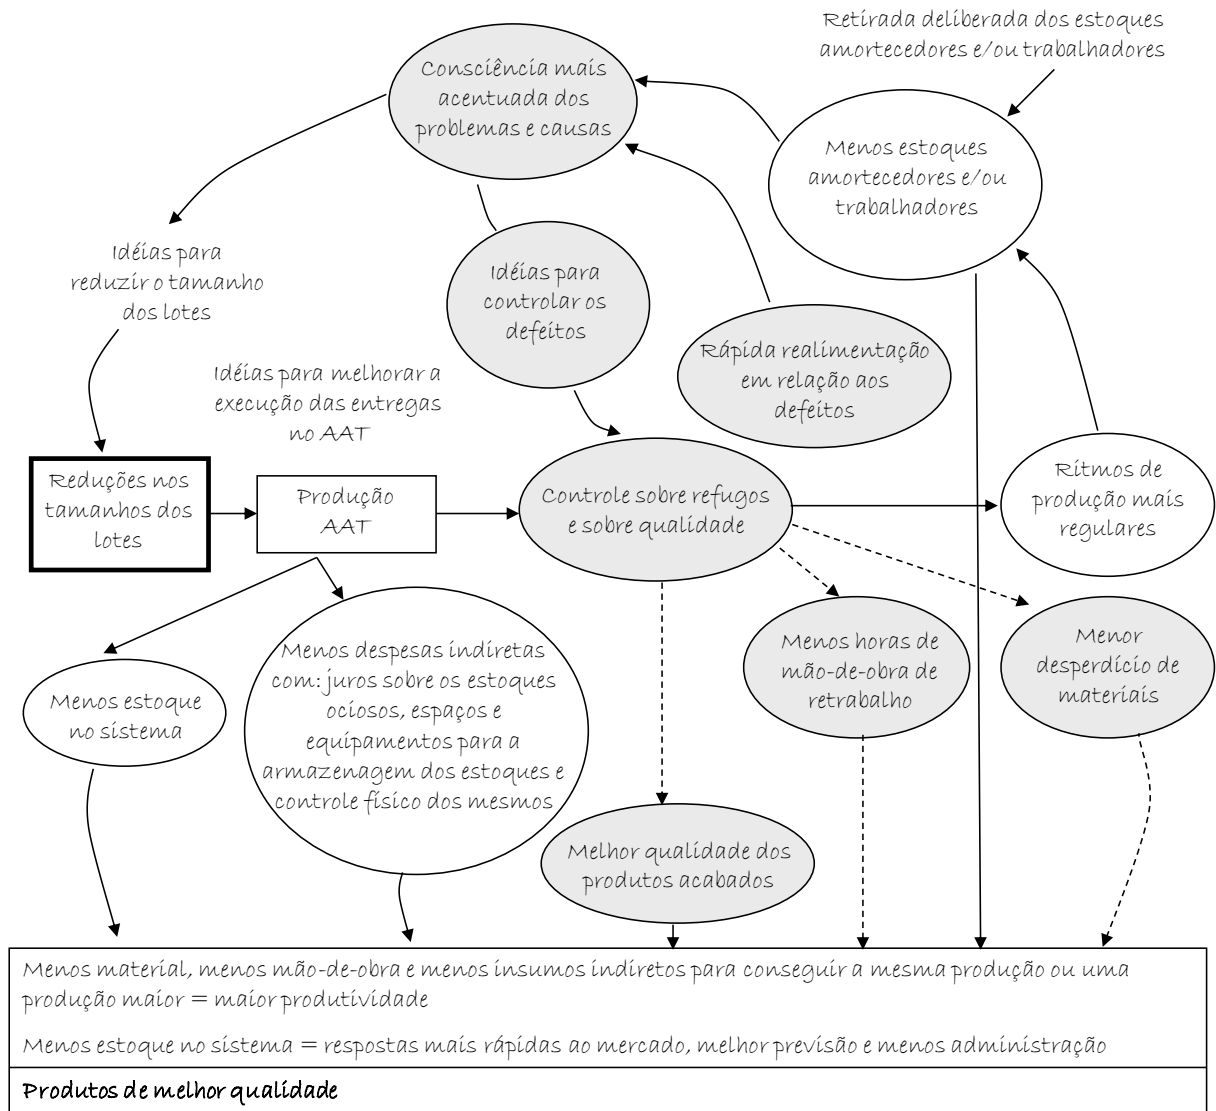 Retirada deliberada dos estoques
amortecedores e/ou trabalhadores
Consciência mais
acentuada dos
problemas e causas
Menos estoques
amortecedores e/ou
trabalhadores
Idéias para
reduzir o tamanho
dos lotes
Idéias para
controlar os
defeitos
Rápida realimentação
em relação aos
defeitos
Idéias para melhorar a
execução das entregas
no AAT
Reduções nos
tamanhos dos
lotes
Produção
AAT
Controle sobre refugos
e sobre qualidade
Ritmos de
produção mais
regulares
Menos estoque
no sistema
Menos despesas indiretas
com: juros sobre os estoques
ociosos, espaços e
equipamentos para a
armazenagem dos estoques e
controle físico dos mesmos
Menos horas de
mão-de-obra de
retrabalho
Menor
desperdício de
materiais
Melhor qualidade dos
produtos acabados
Menos material, menos mão-de-obra e menos insumos indiretos para conseguir a mesma produção ou uma
produção maior = maior produtividade
Menos estoque no sistema = respostas mais rápidas ao mercado, melhor previsão e menos administração
Produtos de melhor qualidade